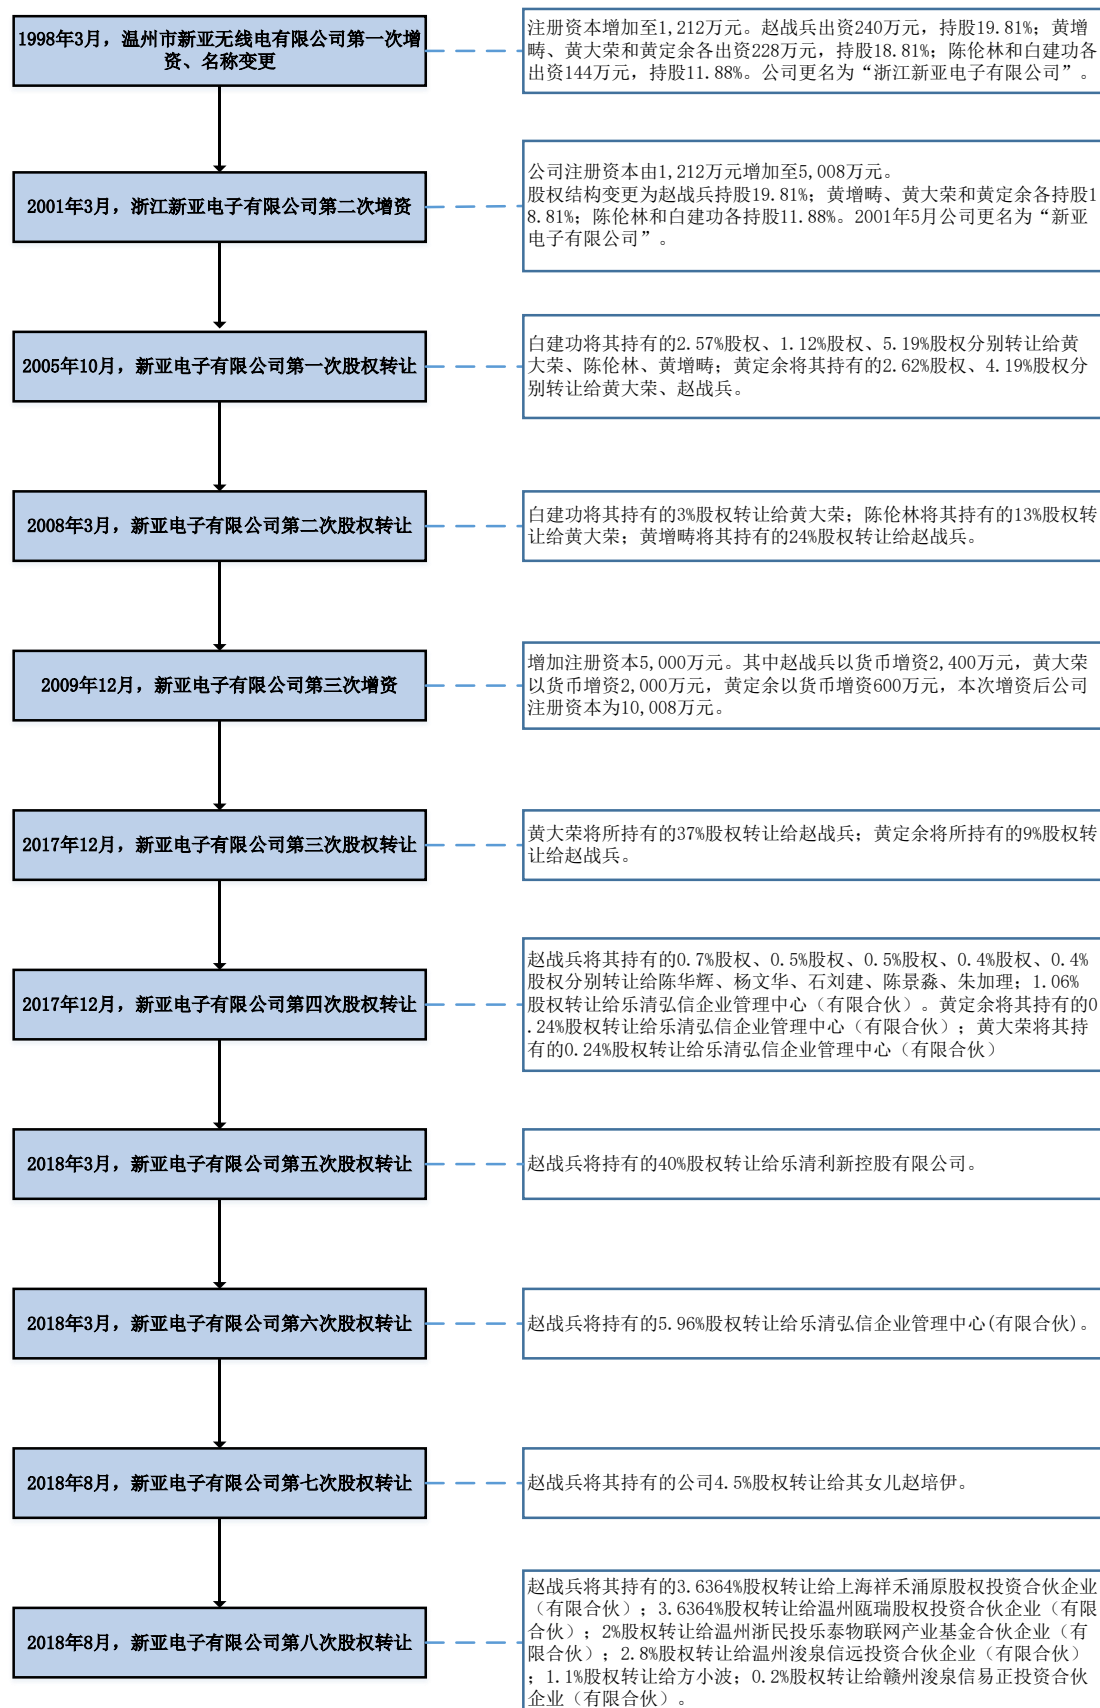 1998年3月，温州市新亚无线电有限公司第一次增
资、名称变更
注册资本增加至1,212万元。赵战兵出资240万元，持股19.81%；黄增
畴、黄大荣和黄定余各出资228万元，持股18.81%；陈伦林和白建功各
出资144万元，持股11.88%。公司更名为“浙江新亚电子有限公司”。
2001年3月，浙江新亚电子有限公司第二次增资
公司注册资本由1,212万元增加至5,008万元。
股权结构变更为赵战兵持股19.81%；黄增畴、黄大荣和黄定余各持股1
8.81%；陈伦林和白建功各持股11.88%。2001年5月公司更名为“新亚
电子有限公司”。
2005年10月，新亚电子有限公司第一次股权转让
白建功将其持有的2.57%股权、1.12%股权、5.19%股权分别转让给黄
大荣、陈伦林、黄增畴；黄定余将其持有的2.62%股权、4.19%股权分
别转让给黄大荣、赵战兵。
2008年3月，新亚电子有限公司第二次股权转让
白建功将其持有的3%股权转让给黄大荣；陈伦林将其持有的13%股权转
让给黄大荣；黄增畴将其持有的24%股权转让给赵战兵。
2009年12月，新亚电子有限公司第三次增资
增加注册资本5,000万元。其中赵战兵以货币增资2,400万元，黄大荣
以货币增资2,000万元，黄定余以货币增资600万元，本次增资后公司
注册资本为10,008万元。
2017年12月，新亚电子有限公司第三次股权转让
黄大荣将所持有的37%股权转让给赵战兵；黄定余将所持有的9%股权转
让给赵战兵。
2017年12月，新亚电子有限公司第四次股权转让
赵战兵将其持有的0.7%股权、0.5%股权、0.5%股权、0.4%股权、0.4%
股权分别转让给陈华辉、杨文华、石刘建、陈景淼、朱加理；1.06%
股权转让给乐清弘信企业管理中心（有限合伙）。黄定余将其持有的0
.24%股权转让给乐清弘信企业管理中心（有限合伙）；黄大荣将其持
有的0.24%股权转让给乐清弘信企业管理中心（有限合伙）
2018年3月，新亚电子有限公司第五次股权转让
赵战兵将持有的40%股权转让给乐清利新控股有限公司。
2018年3月，新亚电子有限公司第六次股权转让
赵战兵将持有的5.96%股权转让给乐清弘信企业管理中心(有限合伙)。
2018年8月，新亚电子有限公司第七次股权转让
赵战兵将其持有的公司4.5%股权转让给其女儿赵培伊。
2018年8月，新亚电子有限公司第八次股权转让
赵战兵将其持有的3.6364%股权转让给上海祥禾涌原股权投资合伙企业
（有限合伙）；3.6364%股权转让给温州瓯瑞股权投资合伙企业（有限
合伙）；2%股权转让给温州浙民投乐泰物联网产业基金合伙企业（有
限合伙）；2.8%股权转让给温州浚泉信远投资合伙企业（有限合伙）
；1.1%股权转让给方小波；0.2%股权转让给赣州浚泉信易正投资合伙
企业（有限合伙）。